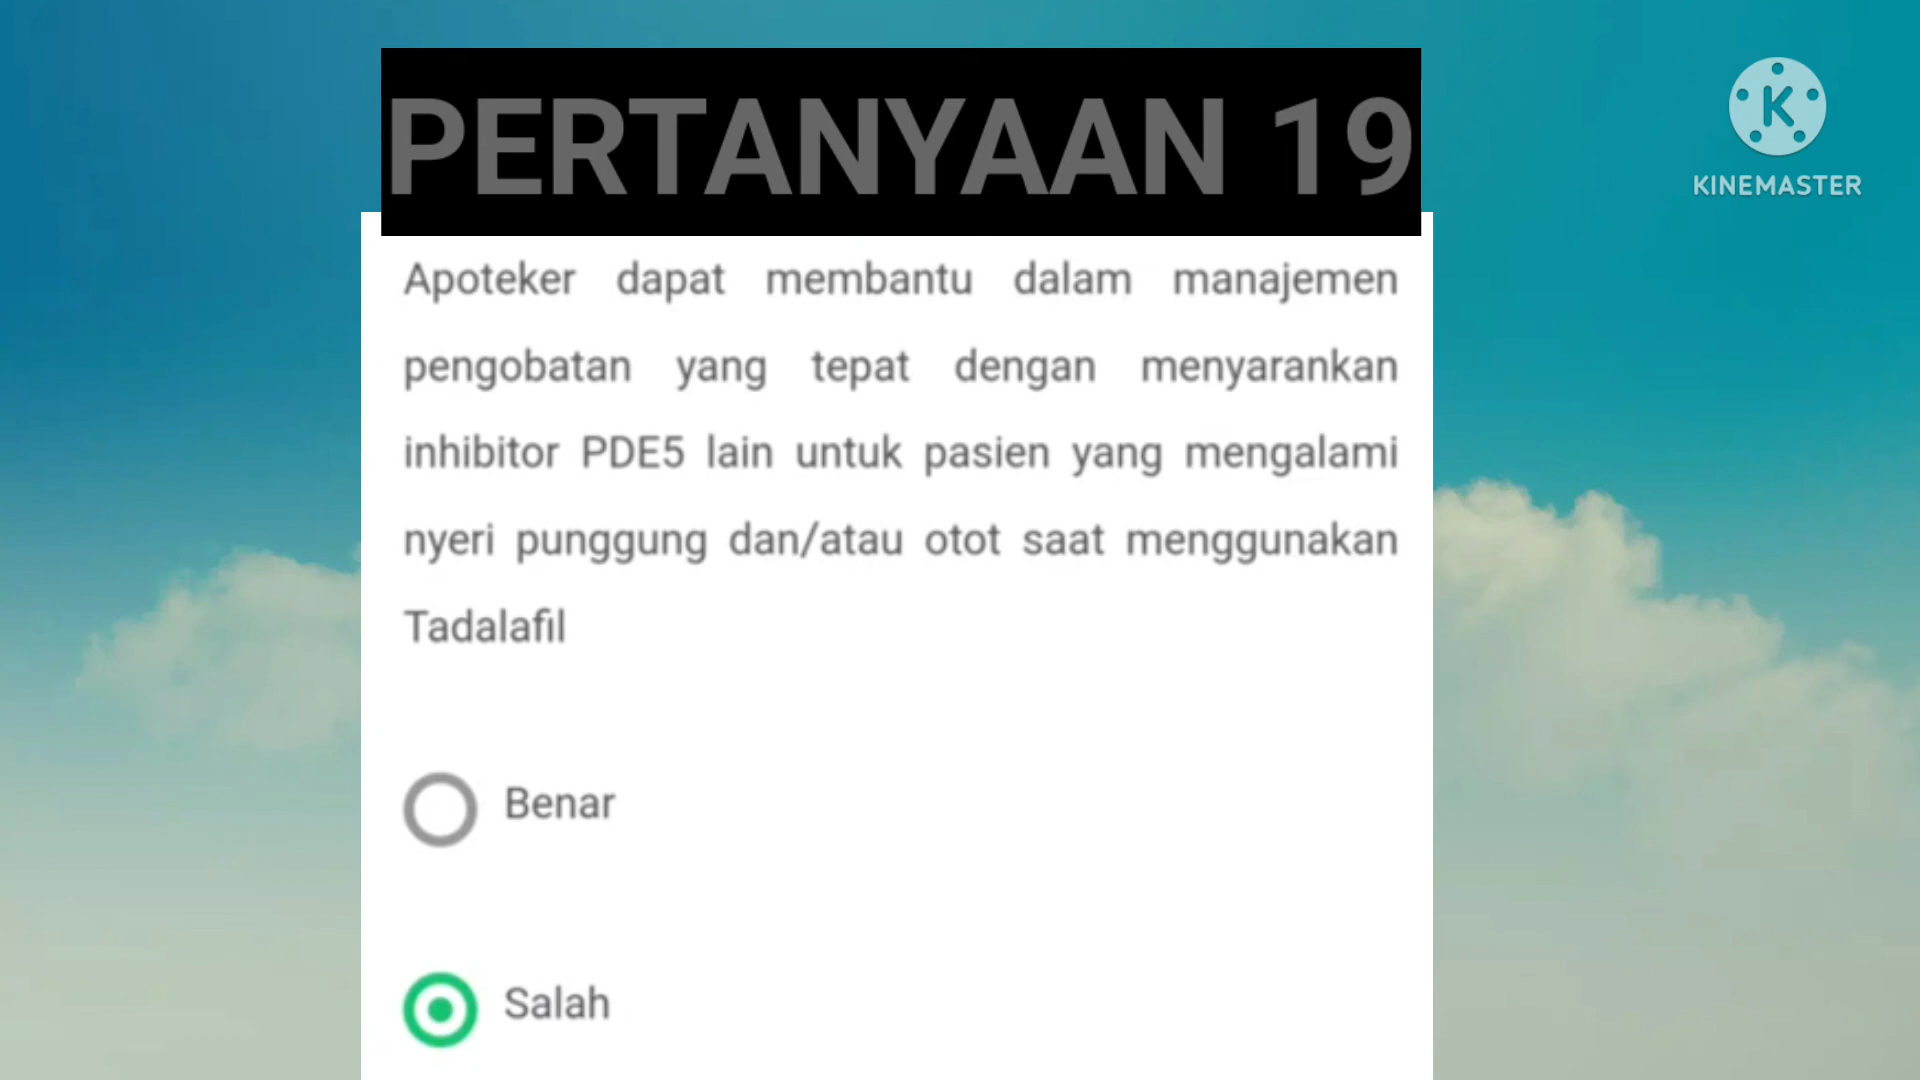 PERTANYAAN 19
KINEMASTER
Apoteker dapat membantu dalam manajemen
pengobatan yang tepat dengan menyarankan
inhibitor PDE5 lain untuk pasien yang mengalami
nyeri punggung dan/atau otot saat menggunakan
Tadalafil
Benar
Salah